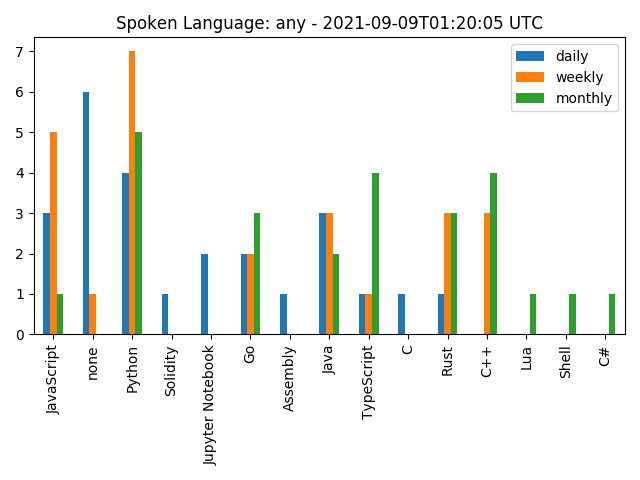 Spoken Language: any - 2021-09-09T01:20:05 UTC
daily
weekly
monthly
7
6
5
4
3
2
1
0
JavaScript
none
Python
Solidity
Jupyter Notebook
Go
Assembly
Java
TypeScript
C
Rust
C++
Lua
Shell
C#